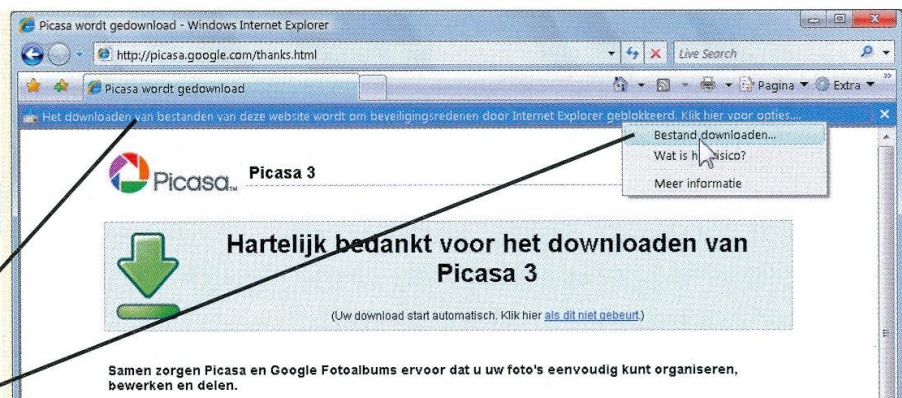 Picasa wordt gedownload - Windows Internet Explorer
http://picasa.google.com/thanks.html
Live Search
Picasa wordt gedownload
Pagina
Extra
Het downloaden van bestanden van deze website wordt om beveiligingsredenen door Internet Explorer geblokkeerd. Klik hier voor opties....
Bestand downloaden...
Wat is risico?
Meer informatie
Picasa™ Picasa 3
Hartelijk bedankt voor het downloaden van
Picasa 3
(Uw download start automatisch. Klik hier als dit niet gebeurt.)
Samen zorgen Picasa en Google Fotoalbums ervoor dat u uw foto's eenvoudig kunt organiseren,
bewerken en delen.